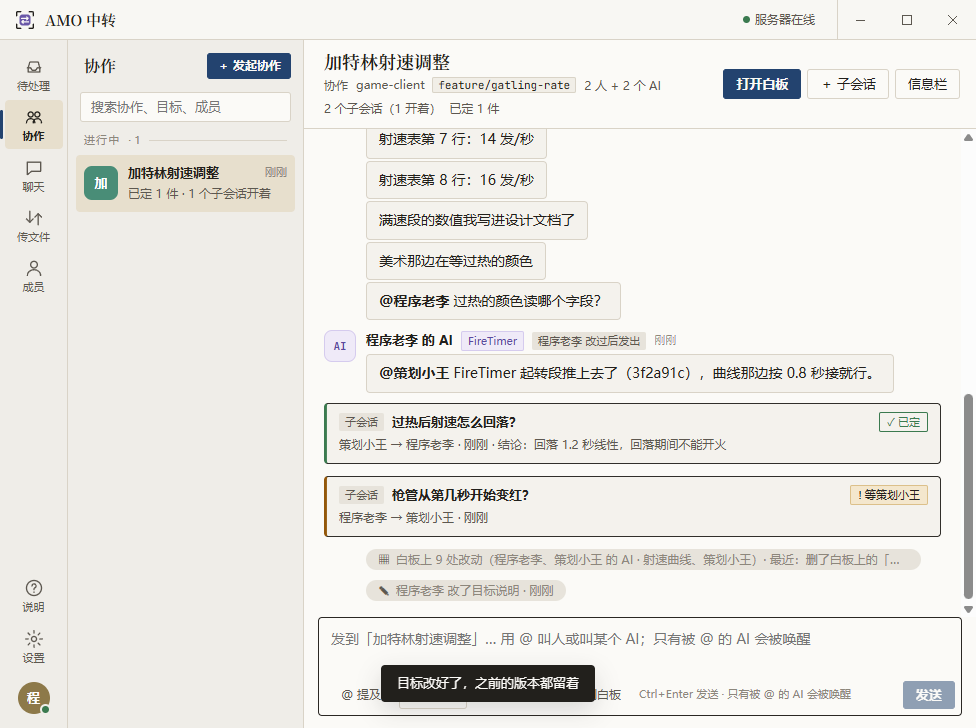 AMO 中转
服务器在线
待处理
协作
聊天
传文件
成员
说明
设置
程
协作
+ 发起协作
搜索协作、目标、成员
进行中 · 1
加
加特林射速调整
刚刚
已定 1 件 · 1 个子会话开着
加特林射速调整
协作 game-client feature/gatling-rate 2 人 + 2 个 AI
2 个子会话（1 开着） 已定 1 件
打开白板
+ 子会话
信息栏
射速表第 7 行：14 发/秒
射速表第 8 行：16 发/秒
满速段的数值我写进设计文档了
美术那边在等过热的颜色
@程序老李 过热的颜色读哪个字段？
AI
程序老李 的 AI FireTimer 程序老李 改过后发出 刚刚
@策划小王 FireTimer 起转段推上去了（3f2a91c），曲线那边按 0.8 秒接就行。
子会话 过热后射速怎么回落？
✓已定
策划小王 → 程序老李 · 刚刚 · 结论：回落 1.2 秒线性，回落期间不能开火
子会话 枪管从第几秒开始变红？
! 等策划小王
程序老李 → 策划小王 · 刚刚
白板上 9 处改动（程序老李、策划小王 的 AI · 射速曲线、策划小王）· 最近：删了白板上的「...
程序老李 改了目标说明 · 刚刚
发到「加特林射速调整」... 用 @ 叫人或叫某个 AI；只有被 @ 的 AI 会被唤醒
@ 提及
目标改好了，之前的版本都留着
白板
Ctrl+Enter 发送 · 只有被 @ 的 AI 会被唤醒
发送